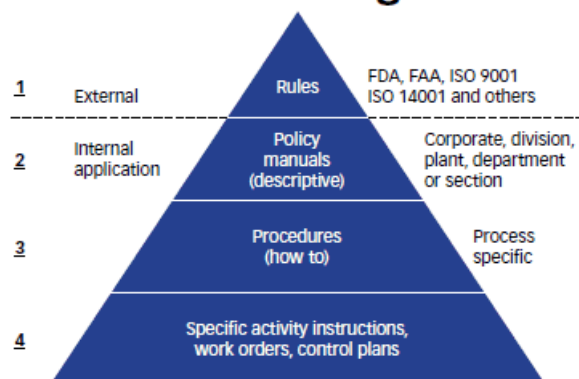 1
External
Rules
FDA, FAA, ISO 9001
ISO 14001 and others
2
Internal
application
Policy
manuals
(descriptive)
Corporate, division,
plant, department
or section
3
Procedures
(how to)
Process
specific
4
Specific activity instructions,
work orders, control plans